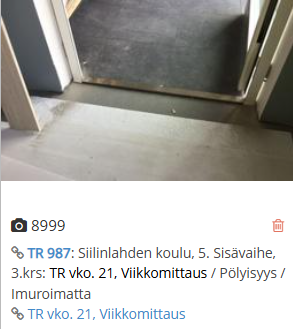 8999
TR 987: Siilinlahden koulu, 5. Sisävaihe,
3.krs: TR vko. 21, Viikkomittaus / Pölyisyys /
Imuroimatta
TR vko. 21, Viikkomittaus